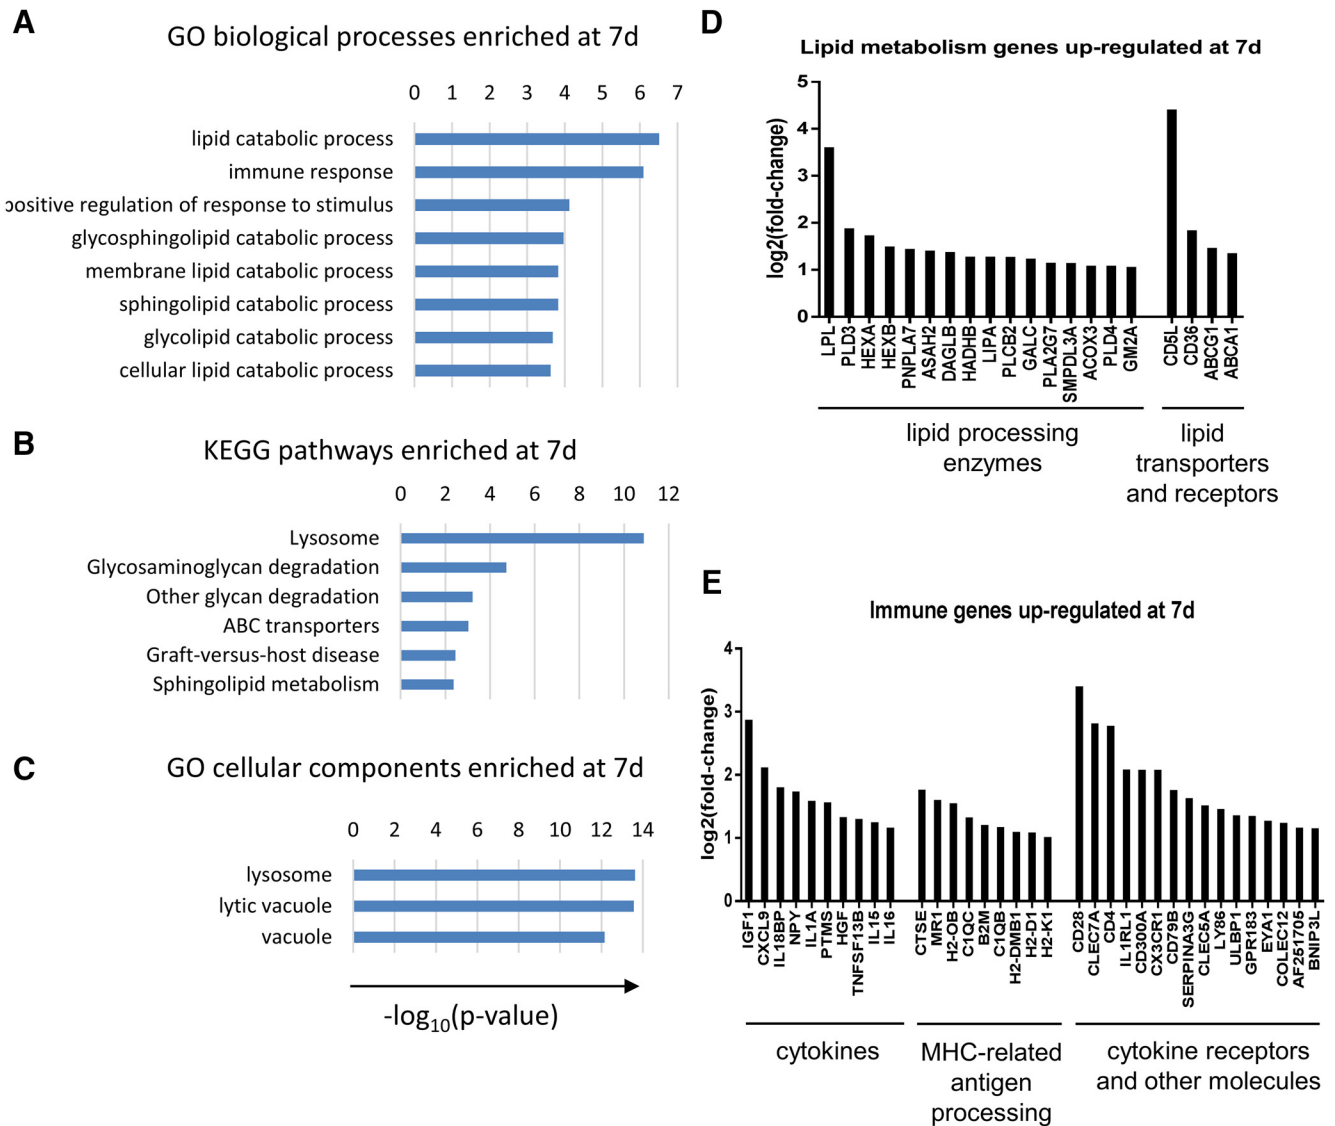 A
GO biological processes enriched at 7d
0 1 2 3 4 5 6 7
lipid catabolic process
immune response
positive regulation of response to stimulus
glycosphingolipid catabolic process
membrane lipid catabolic process
sphingolipid catabolic process
glycolipid catabolic process
cellular lipid catabolic process
B
KEGG pathways enriched at 7d
0 2 4 6 8 10 12
Lysosome
Glycosaminoglycan degradation
Other glycan degradation
ABC transporters
Graft-versus-host disease
Sphingolipid metabolism
C
GO cellular components enriched at 7d
0 2 4 6 8 10 12 14
lysosome
lytic vacuole
vacuole
-log10(p-value)
D
Lipid metabolism genes up-regulated at 7d
log2(fold-change)
5
4
3
2
1
0
LPL
PLD3
HEXA
HEXB
PNPLA7
ASAH2
DAGLB
HADHB
LIPA
PLCB2
GALC
PLA2G7
SMPDL3A
ACOX3
PLD4
GM2A
CD5L
CD36
ABCG1
ABCA1
lipid processing
enzymes
lipid
transporters
and receptors
E
Immune genes up-regulated at 7d
log2(fold-change)
4
3
2
1
0
IGF1
CXCL9
IL18BP
NPY
IL1A
PTMS
HGF
TNFSF13B
IL15
IL16
CTSE
MR1
H2-OB
C1QC
B2M
C1QB
H2-DMB1
H2-D1
H2-K1
CD28
CLEC7A
CD4
IL1RL1
CD300A
CX3CR1
CD79B
SERPINA3G
CLEC5A
LY86
ULBP1
GPR183
EYA1
COLEC12
AF251705
BNIP3L
cytokines
MHC-related
antigen
processing
cytokine receptors
and other molecules